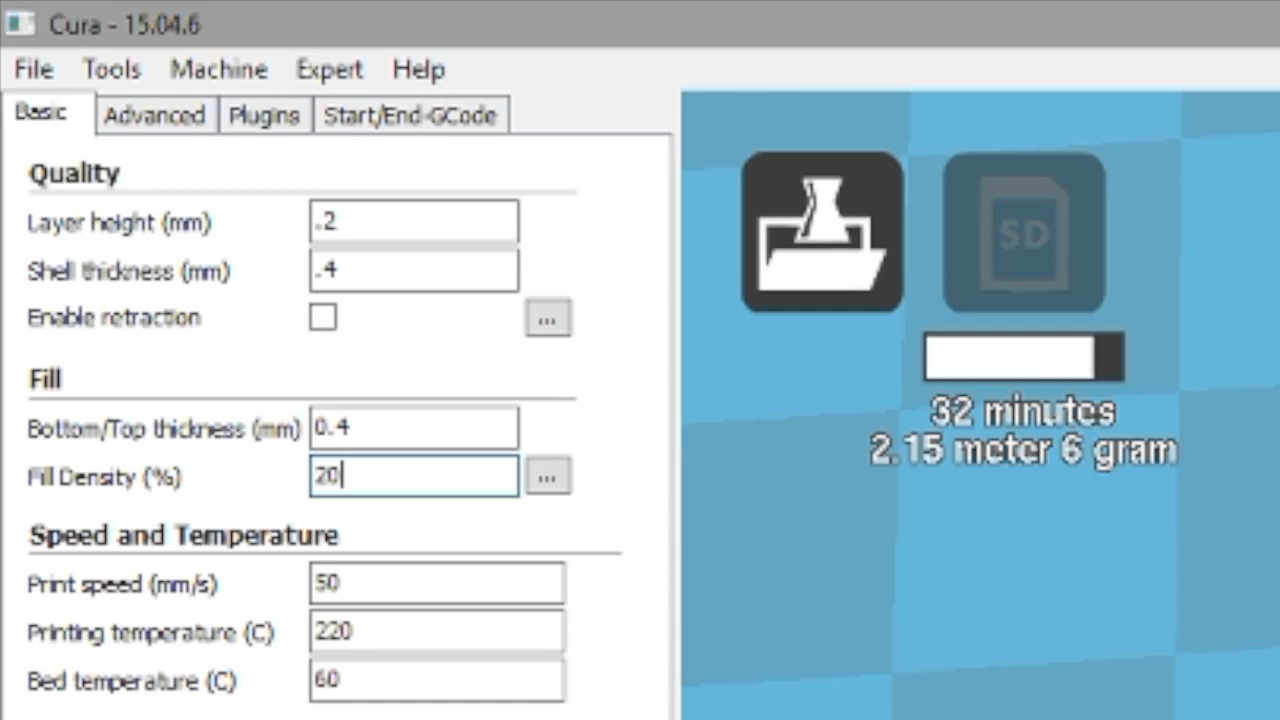 Cura - 15.04.6
File Tools Machine Expert Help
Basic Advanced Plugins Start/End-GCode
Quality
Layer height (mm) .2
Shell thickness (mm) .4
Enable retraction ...
Fill
Bottom/Top thickness (mm) 0.4
Fill Density (%) 20 ...
Speed and Temperature
Print speed (mm/s) 50
Printing temperature (C) 220
Bed temperature (C) 60
SD
32 minutes
2.15 meter 6 gram